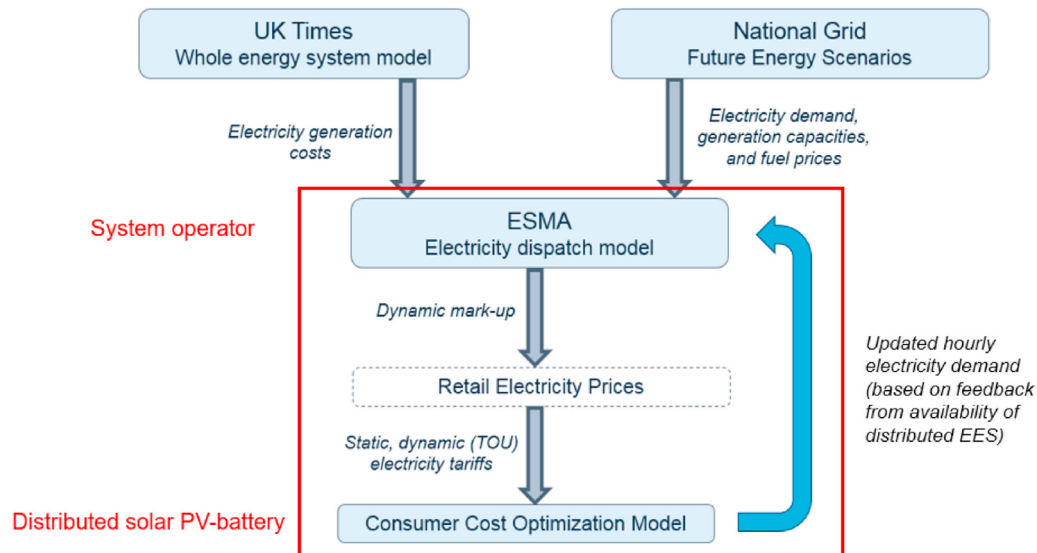 UK Times
Whole energy system model
National Grid
Future Energy Scenarios
Electricity generation
costs
Electricity demand,
generation capacities,
and fuel prices
System operator
ESMA
Electricity dispatch model
Dynamic mark-up
Retail Electricity Prices
Updated hourly
electricity demand
(based on feedback
from availability of
distributed EES)
Static, dynamic (TOU)
electricity tariffs
Distributed solar PV-battery
Consumer Cost Optimization Model